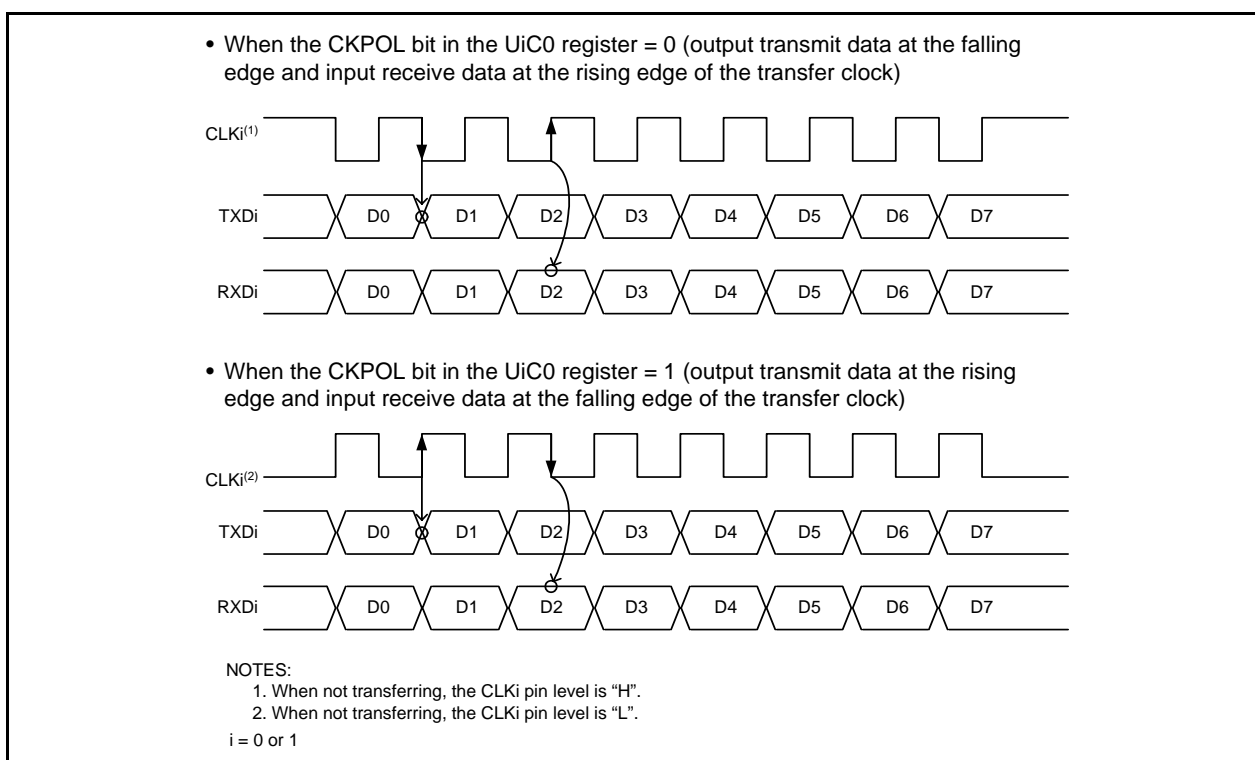 • When the CKPOL bit in the UiC0 register = 0 (output transmit data at the falling
edge and input receive data at the rising edge of the transfer clock)
CLKi(1)
TXDi D0 D1 D2 D3 D4 D5 D6 D7
RXDi D0 D1 D2 D3 D4 D5 D6 D7
• When the CKPOL bit in the UiC0 register = 1 (output transmit data at the rising
edge and input receive data at the falling edge of the transfer clock)
CLKi(2)
TXDi D0 D1 D2 D3 D4 D5 D6 D7
RXDi D0 D1 D2 D3 D4 D5 D6 D7
NOTES:
1. When not transferring, the CLKi pin level is “H”.
2. When not transferring, the CLKi pin level is “L”.
i = 0 or 1